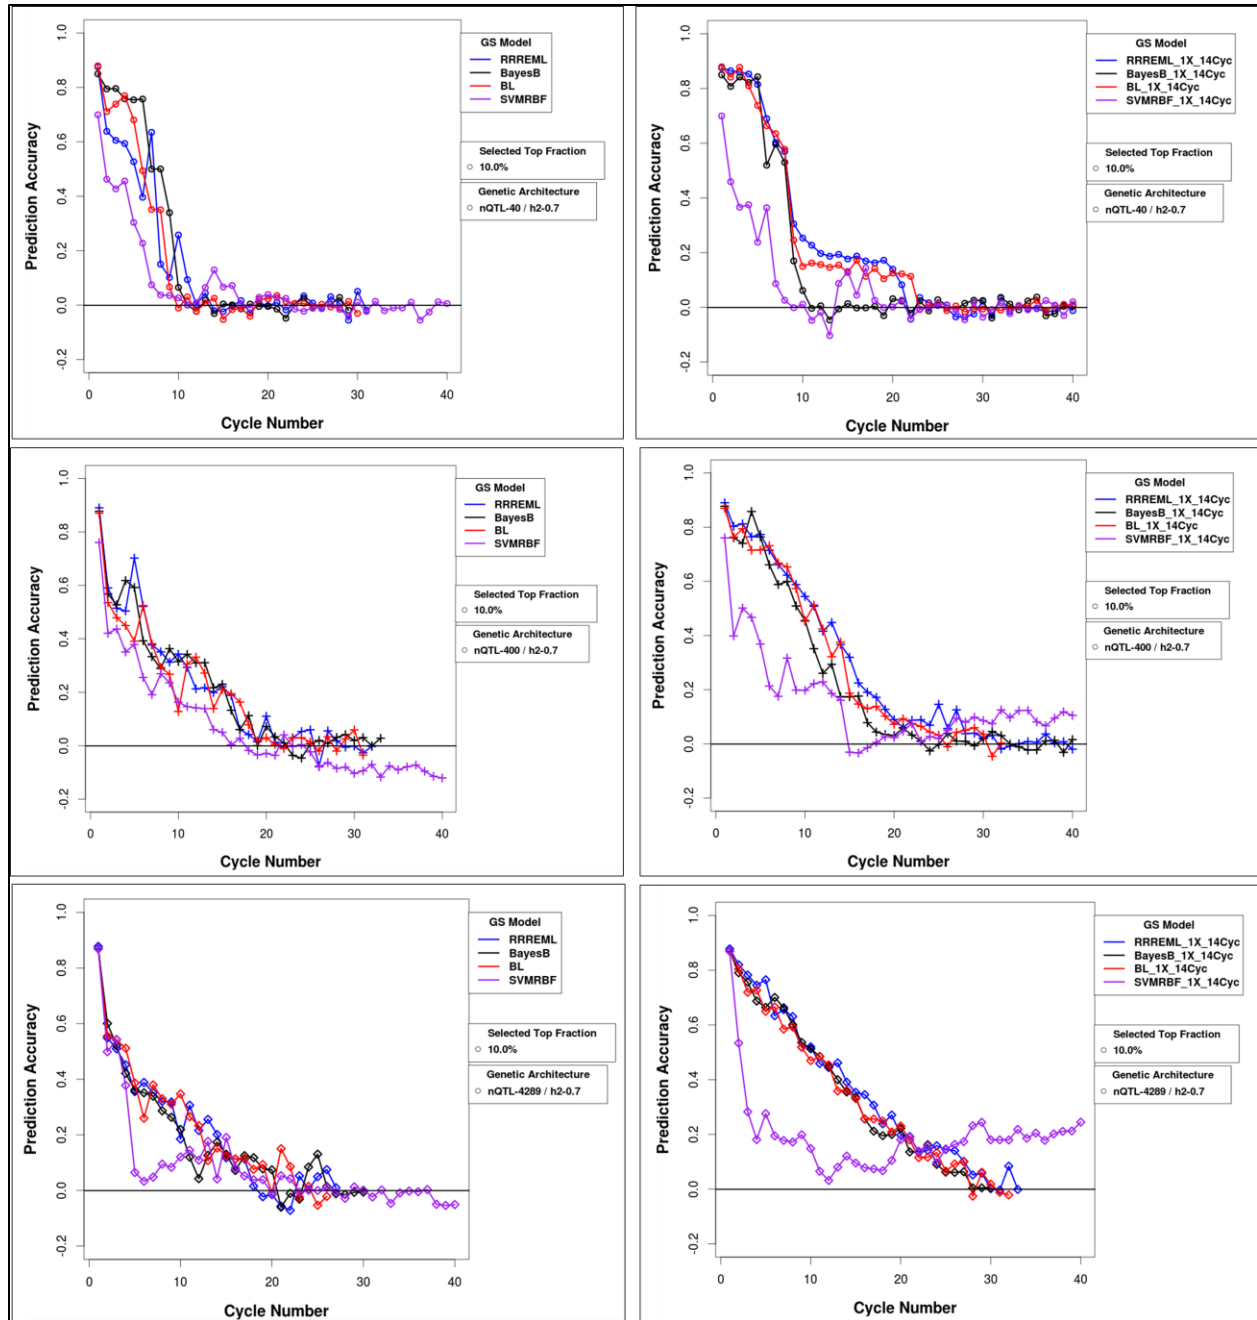 1.0
0.8
0.6
0.4
0.2
0.0
-0.2
Prediction Accuracy
0 10 20 30 40
Cycle Number
GS Model
RRREML
BayesB
BL
SVMRBF
Selected Top Fraction
10.0%
Genetic Architecture
nQTL-40 / h2-0.7
1.0
0.8
0.6
0.4
0.2
0.0
-0.2
Prediction Accuracy
0 10 20 30 40
Cycle Number
GS Model
RRREML_1X_14Cyc
BayesB_1X_14Cyc
BL_1X_14Cyc
SVMRBF_1X_14Cyc
Selected Top Fraction
10.0%
Genetic Architecture
nQTL-40 / h2-0.7
1.0
0.8
0.6
0.4
0.2
0.0
-0.2
Prediction Accuracy
0 10 20 30 40
Cycle Number
GS Model
RRREML
BayesB
BL
SVMRBF
Selected Top Fraction
10.0%
Genetic Architecture
nQTL-400 / h2-0.7
1.0
0.8
0.6
0.4
0.2
0.0
-0.2
Prediction Accuracy
0 10 20 30 40
Cycle Number
GS Model
RRREML_1X_14Cyc
BayesB_1X_14Cyc
BL_1X_14Cyc
SVMRBF_1X_14Cyc
Selected Top Fraction
10.0%
Genetic Architecture
nQTL-400 / h2-0.7
1.0
0.8
0.6
0.4
0.2
0.0
-0.2
Prediction Accuracy
0 10 20 30 40
Cycle Number
GS Model
RRREML
BayesB
BL
SVMRBF
Selected Top Fraction
10.0%
Genetic Architecture
nQTL-4289 / h2-0.7
1.0
0.8
0.6
0.4
0.2
0.0
-0.2
Prediction Accuracy
0 10 20 30 40
Cycle Number
GS Model
RRREML_1X_14Cyc
BayesB_1X_14Cyc
BL_1X_14Cyc
SVMRBF_1X_14Cyc
Selected Top Fraction
10.0%
Genetic Architecture
nQTL-4289 / h2-0.7